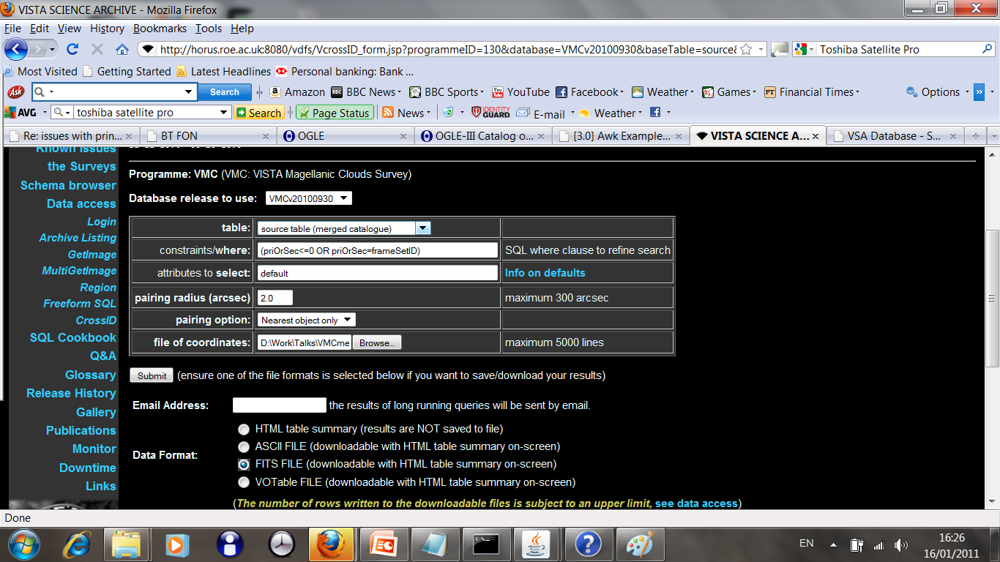 VISTA SCIENCE ARCHIVE - Mozilla Firefox
File Edit View History Bookmarks Tools Help
http://horus.roe.ac.uk:8080/vdfs/VcrossID_form.jsp?programmeID=130&database=VMCv20100930&baseTable=source& Toshiba Satellite Pro
Most Visited Getting Started Latest Headlines Personal banking: Bank ...
Ask Search Amazon BBC BBC News BBC Sports You Tube YouTube Facebook Weather Games FT Financial Times Options »
AVG toshiba satellite pro Search Page Status News IDENTITY GUARD E-mail Weather
Re: issues with prin... BT FON OGLE OGLE-III Catalog o... [3.0] Awk Example... VISTA SCIENCE A... VSA Database - S...
Known issues
the Surveys
Schema browser
Data access
Login
Archive Listing
GetImage
MultiGetImage
Region
Freeform SQL
CrossID
SQL Cookbook
Q&A
Glossary
Release History
Gallery
Publications
Monitor
Downtime
Links
Programme: VMC (VMC: VISTA Magellanic Clouds Survey)
Database release to use: VMCv20100930
table: source table (merged catalogue)
constraints/where: (priOrSec<=0 OR priOrSec=frameSetID) SQL where clause to refine search
attributes to select: default Info on defaults
pairing radius (arcsec) 2.0 maximum 300 arcsec
pairing option: Nearest object only
file of coordinates: D:\Work\Talks\VMCme Browse... maximum 5000 lines
Submit (ensure one of the file formats is selected below if you want to save/download your results)
Email Address: the results of long running queries will be sent by email.
Data Format:
HTML table summary (results are NOT saved to file)
ASCII FILE (downloadable with HTML table summary on-screen)
FITS FILE (downloadable with HTML table summary on-screen)
VOTable FILE (downloadable with HTML table summary on-screen)
(The number of rows written to the downloadable files is subject to an upper limit, see data access)
Done
EN 16:26
16/01/2011